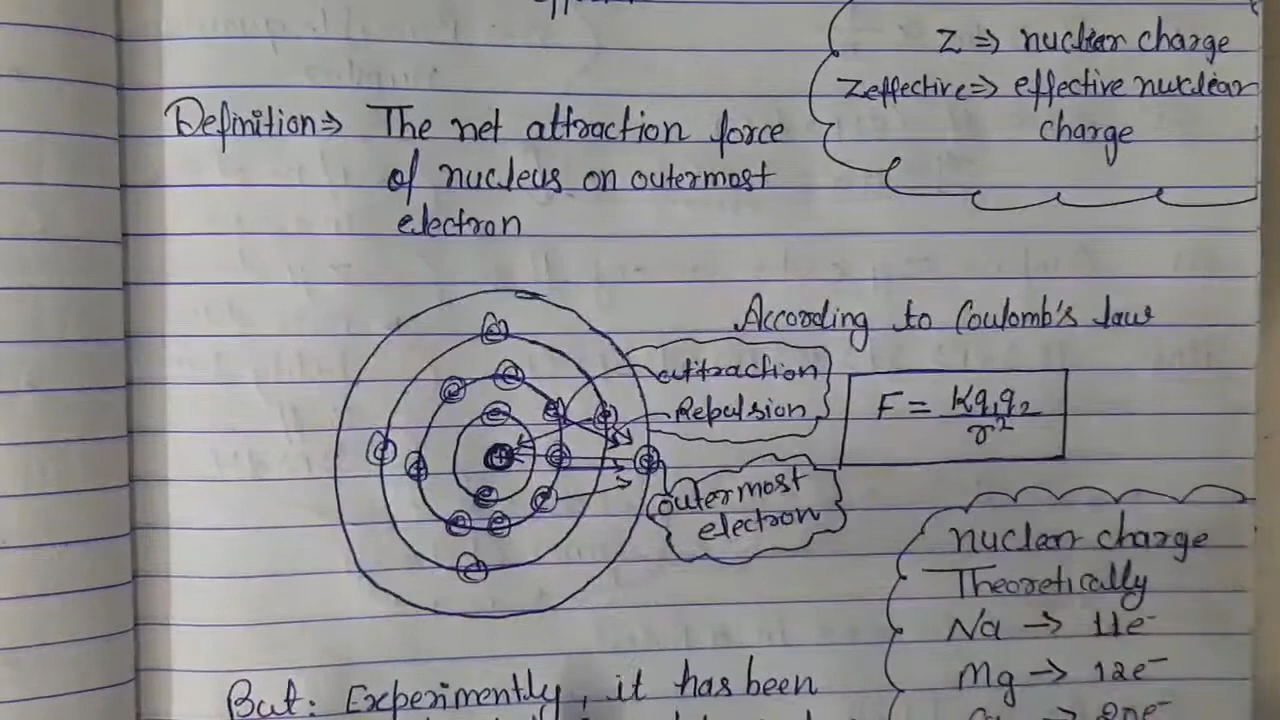 Z ⇒ nuclear charge
Zeffective ⇒ effective nuclear
charge
Definition ⇒ The net attraction force
of nucleus on outermost
electron
According to Coulomb's law
attraction
Repulsion
F = Kq1q2
r²
+
outermost
electron
nuclear charge
Theoretically
Na → 11e⁻
Mg → 12e⁻
But: Experimently, it has been